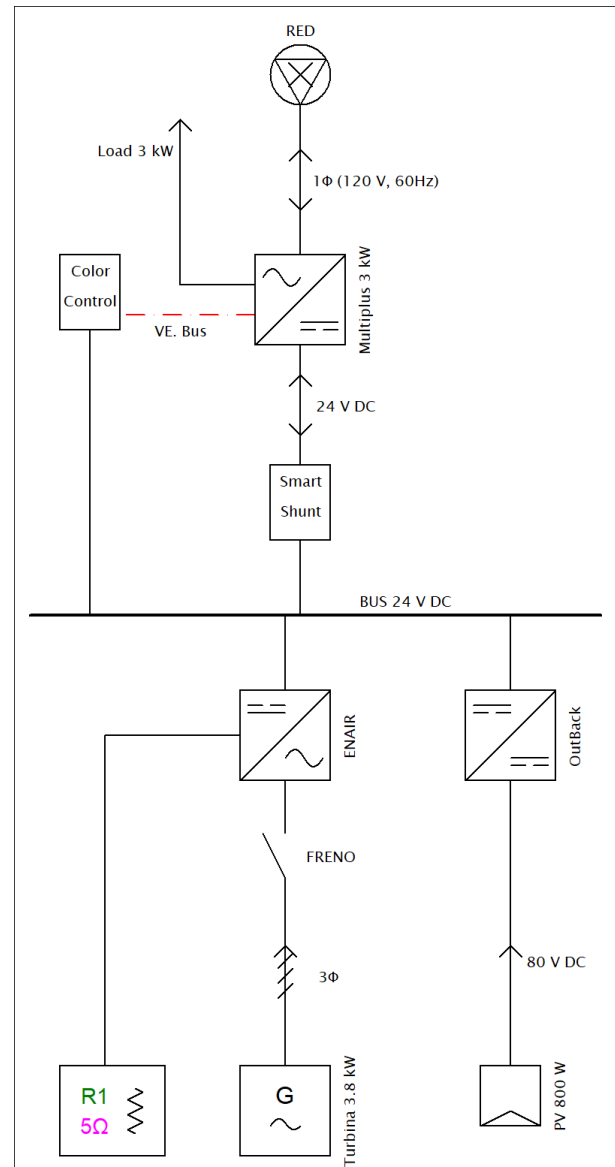 RED
Load 3 kW
1Φ (120 V, 60Hz)
Color
Control
Multiplus 3 kW
VE. Bus
24 V DC
Smart
Shunt
BUS 24 V DC
ENAIR
OutBack
FRENO
3Φ
80 V DC
R1
5Ω
G
Turbina 3.8 kW
PV 800 W